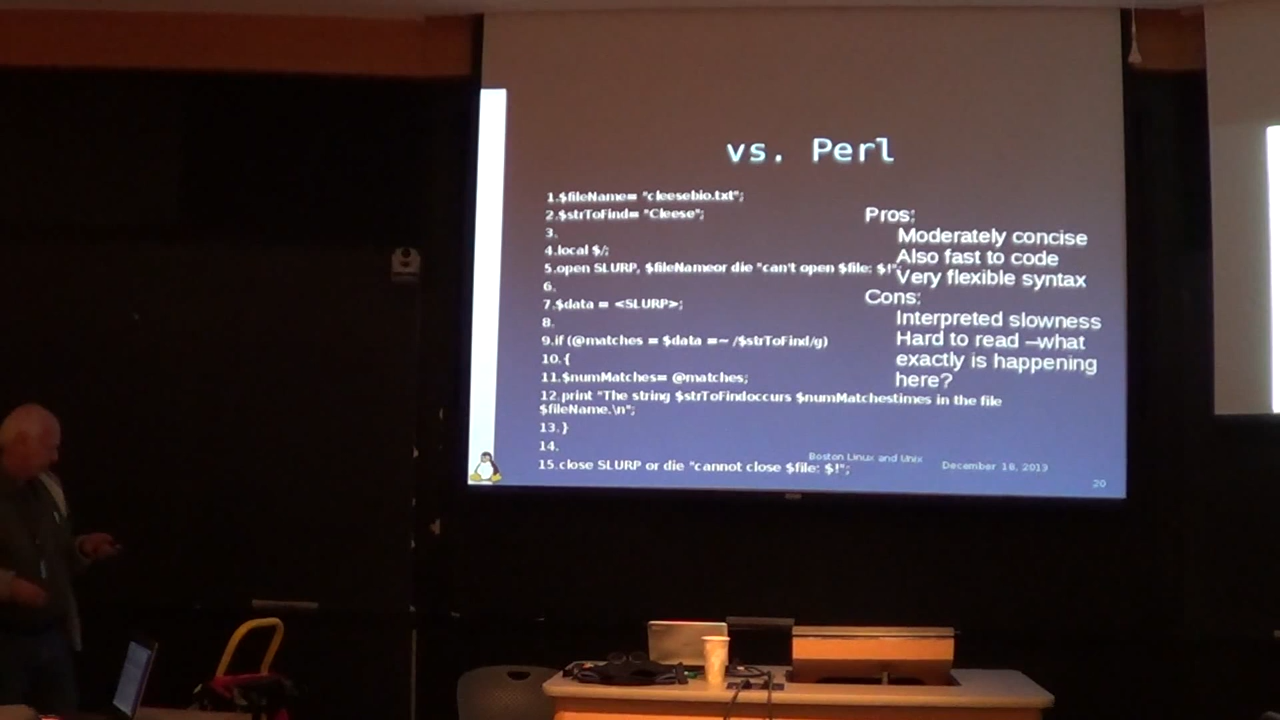 vs. Perl
1.$fileName= "cleesebio.txt";
2.$strToFind= "Cleese";
3.
4.local $/;
5.open SLURP, $fileNameor die "can't open $file: $!";
6.
7.$data = <SLURP>;
8.
9.if (@matches = $data =~ /$strToFind/g)
10.{
11.$numMatches= @matches;
12.print "The string $strToFindoccurs $numMatchestimes in the file
$fileName.\n";
13.}
14.
15.close SLURP or die "cannot close $file: $!";
Pros:
Moderately concise
Also fast to code
Very flexible syntax
Cons:
Interpreted slowness
Hard to read –what
exactly is happening
here?
Boston Linux and Unix
December 18, 2019
20